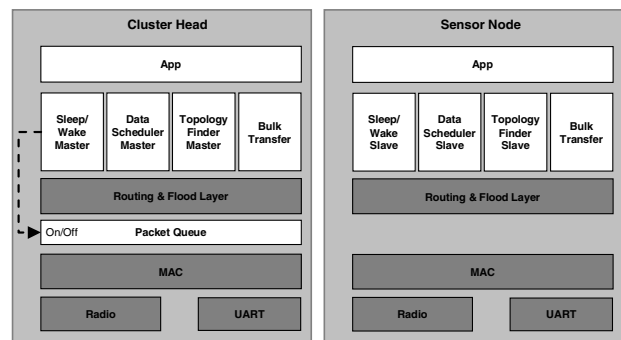 Cluster Head
App
Sleep/
Wake
Master
Data
Scheduler
Master
Topology
Finder
Master
Bulk
Transfer
Routing & Flood Layer
On/Off Packet Queue
MAC
Radio
UART
Sensor Node
App
Sleep/
Wake
Slave
Data
Scheduler
Slave
Topology
Finder
Slave
Bulk
Transfer
Routing & Flood Layer
MAC
Radio
UART